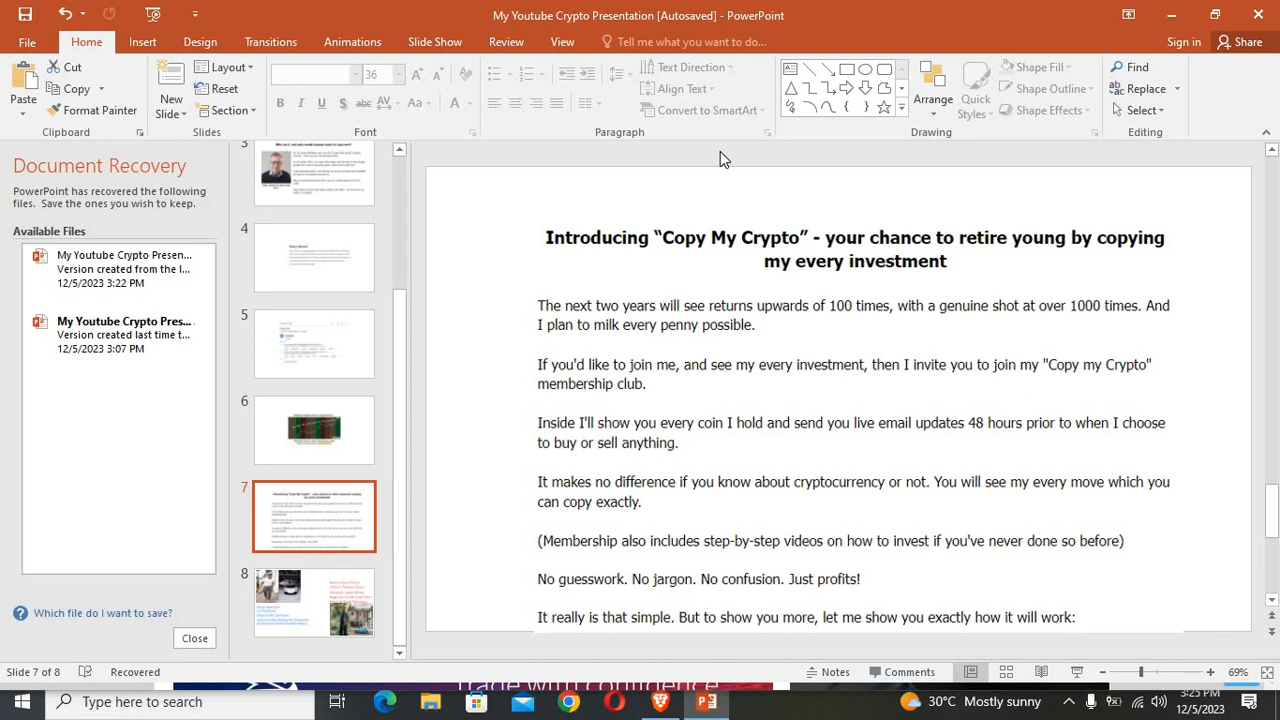 My Youtube Crypto Presentation [Autosaved] - PowerPoint
File Home Insert Design Transitions Animations Slide Show Review View Tell me what you want to do... Sign in Share
Paste Cut Copy Format Painter
New Slide Layout Reset Section
36
Text Direction Align Text Convert to SmartArt
Arrange Quick Styles Shape Fill Shape Outline Shape Effects
Find Replace Select
Clipboard Slides Font Paragraph Drawing Editing
Document Recovery
PowerPoint has recovered the following
files. Save the ones you wish to keep.
Available Files
Youtube Crypto Presen...
Version created from the l...
12/5/2023 3:22 PM
My Youtube Crypto Pres...
Version created last time t...
12/5/2023 3:07 PM
Which file do I want to save?
Close
3
4
5
6
7
8
Introducing “Copy My Crypto” - your chance to retire young by copying
my every investment
The next two years will see returns upwards of 100 times, with a genuine shot at over 1000 times. And
I plan to milk every penny possible.
If you'd like to join me, and see my every investment, then I invite you to join my "Copy my Crypto"
membership club.
Inside I'll show you every coin I hold and send you live email updates 48 hours prior to when I choose
to buy or sell anything.
It makes no difference if you know about cryptocurrency or not. You will see my every move which you
can copy exactly.
(Membership also includes step-by-step videos on how to invest if you've never done so before)
No guesswork. No jargon. No confusion. Just profits!
It really is that simple. But to show you more, let me show you exactly how it will work:
Slide 7 of 8 Recovered Notes Comments 69%
Trade with confidence
Type here to search
30°C Mostly sunny
3:25 PM
12/5/2023